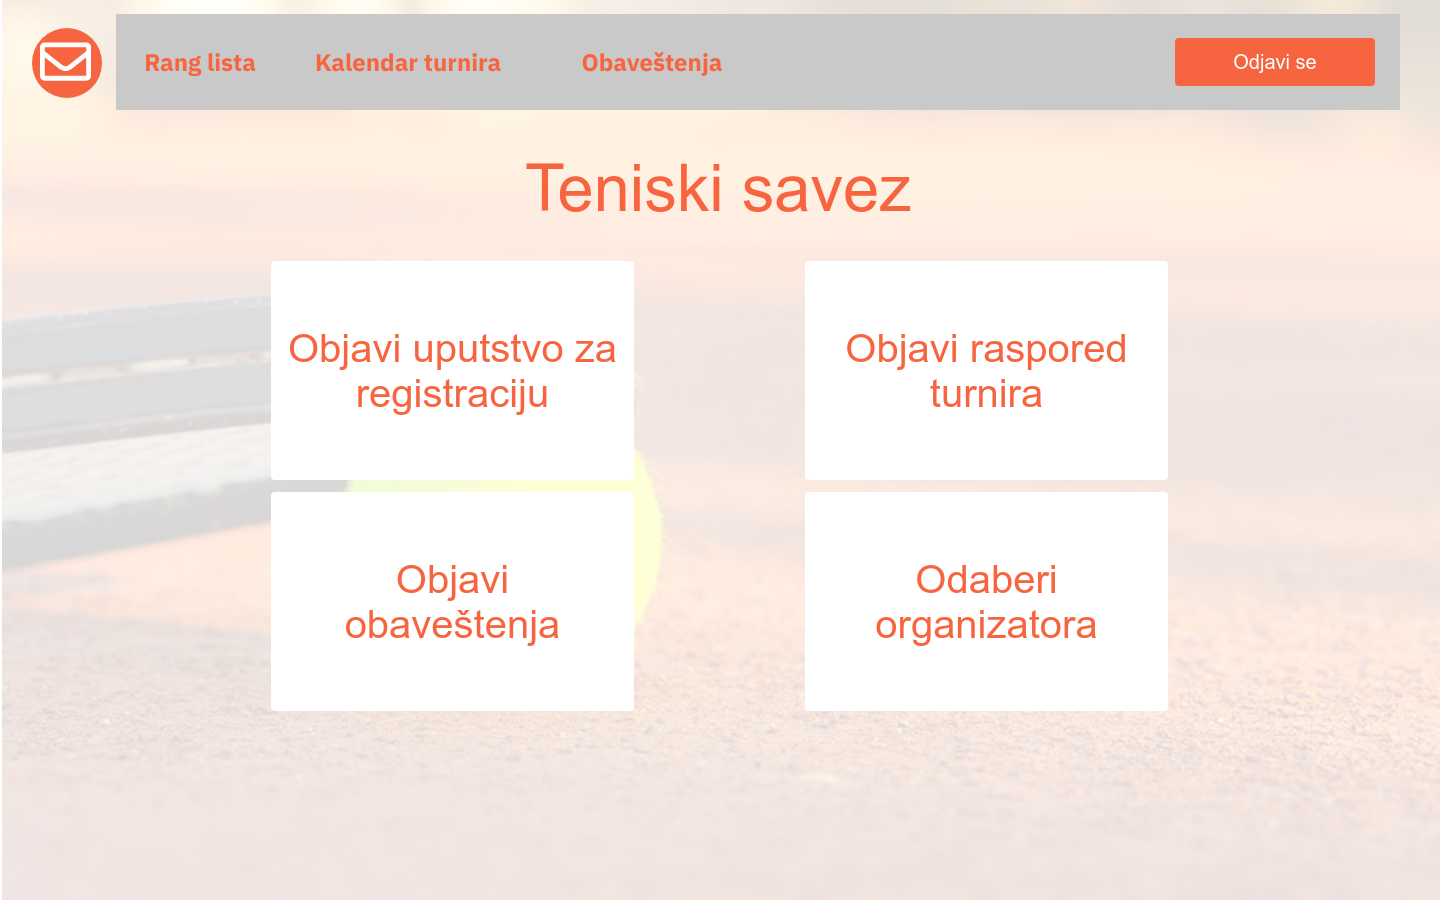 Rang lista
Kalendar turnira
Obaveštenja
Odjavi se
Teniski savez
Objavi uputstvo za
registraciju
Objavi raspored
turnira
Objavi
obaveštenja
Odaberi
organizatora